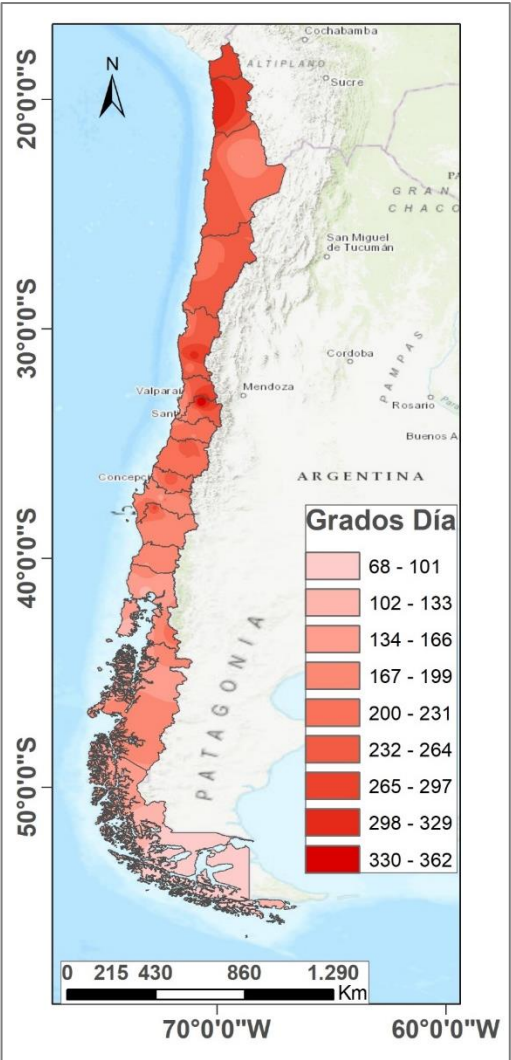 Cochabamba
N
ALTIPLANO
Sucre
20°0'0"S
GRAN
CHACO
San Miguel
de Tucumán
30°0'0"S
Cordoba
PAMPAS
Valparaí
Mendoza
Sant
Rosario
Buenos A
Concepci
ARGENTINA
Grados Día
68 - 101
40°0'0"S
102 - 133
134 - 166
167 - 199
PATAGONIA
200 - 231
232 - 264
50°0'0"S
265 - 297
298 - 329
330 - 362
0 215 430 860 1.290
Km
70°0'0"W 60°0'0"W